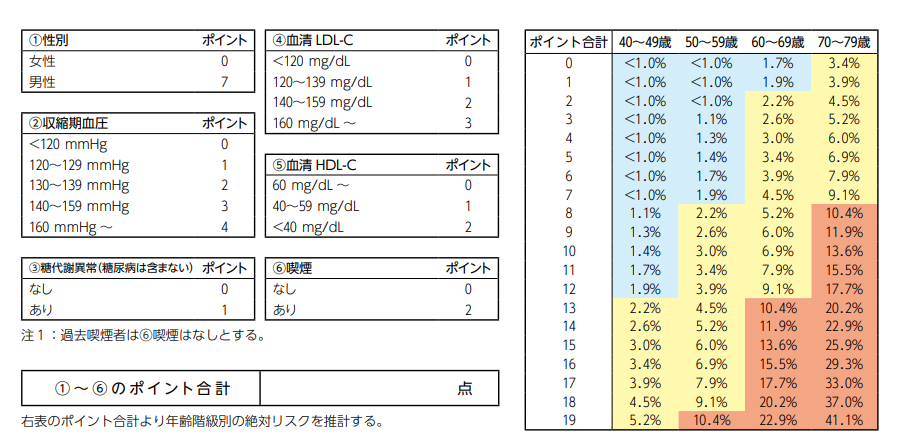 ①性別 ポイント
女性 0
男性 7
②収縮期血圧 ポイント
<120 mmHg 0
120～129 mmHg 1
130～139 mmHg 2
140～159 mmHg 3
160 mmHg～ 4
③糖代謝異常(糖尿病は含まない) ポイント
なし 0
あり 1
注1：過去喫煙者は⑥喫煙はなしとする。
④血清 LDL-C ポイント
<120 mg/dL 0
120～139 mg/dL 1
140～159 mg/dL 2
160 mg/dL～ 3
⑤血清 HDL-C ポイント
60 mg/dL～ 0
40～59 mg/dL 1
<40 mg/dL 2
⑥喫煙 ポイント
なし 0
あり 2
①～⑥のポイント合計 点
右表のポイント合計より年齢階級別の絶対リスクを推計する。
ポイント合計 40～49歳 50～59歳 60～69歳 70～79歳
0 <1.0% <1.0% 1.7% 3.4%
1 <1.0% <1.0% 1.9% 3.9%
2 <1.0% <1.0% 2.2% 4.5%
3 <1.0% 1.1% 2.6% 5.2%
4 <1.0% 1.3% 3.0% 6.0%
5 <1.0% 1.4% 3.4% 6.9%
6 <1.0% 1.7% 3.9% 7.9%
7 <1.0% 1.9% 4.5% 9.1%
8 1.1% 2.2% 5.2% 10.4%
9 1.3% 2.6% 6.0% 11.9%
10 1.4% 3.0% 6.9% 13.6%
11 1.7% 3.4% 7.9% 15.5%
12 1.9% 3.9% 9.1% 17.7%
13 2.2% 4.5% 10.4% 20.2%
14 2.6% 5.2% 11.9% 22.9%
15 3.0% 6.0% 13.6% 25.9%
16 3.4% 6.9% 15.5% 29.3%
17 3.9% 7.9% 17.7% 33.0%
18 4.5% 9.1% 20.2% 37.0%
19 5.2% 10.4% 22.9% 41.1%